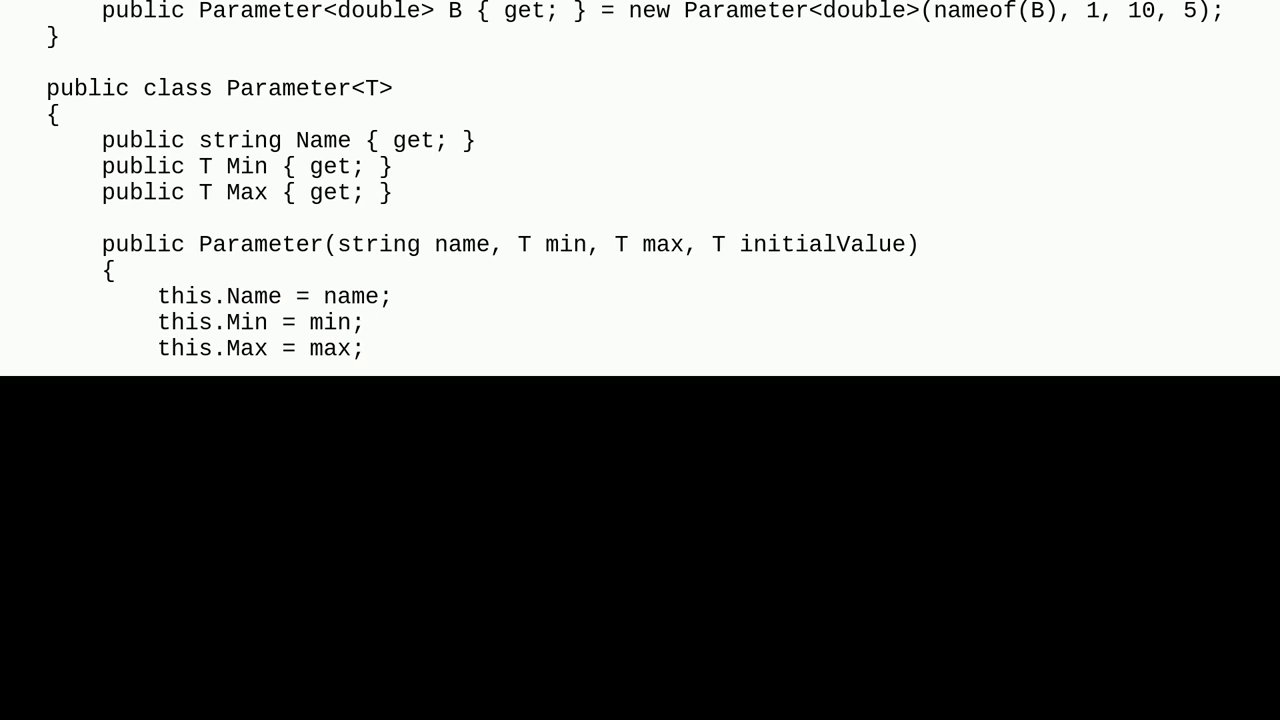 public Parameter<double> B { get; } = new Parameter<double>(nameof(B), 1, 10, 5);
}
public class Parameter<T>
{
public string Name { get; }
public T Min { get; }
public T Max { get; }
public Parameter(string name, T min, T max, T initialValue)
{
this.Name = name;
this.Min = min;
this.Max = max;